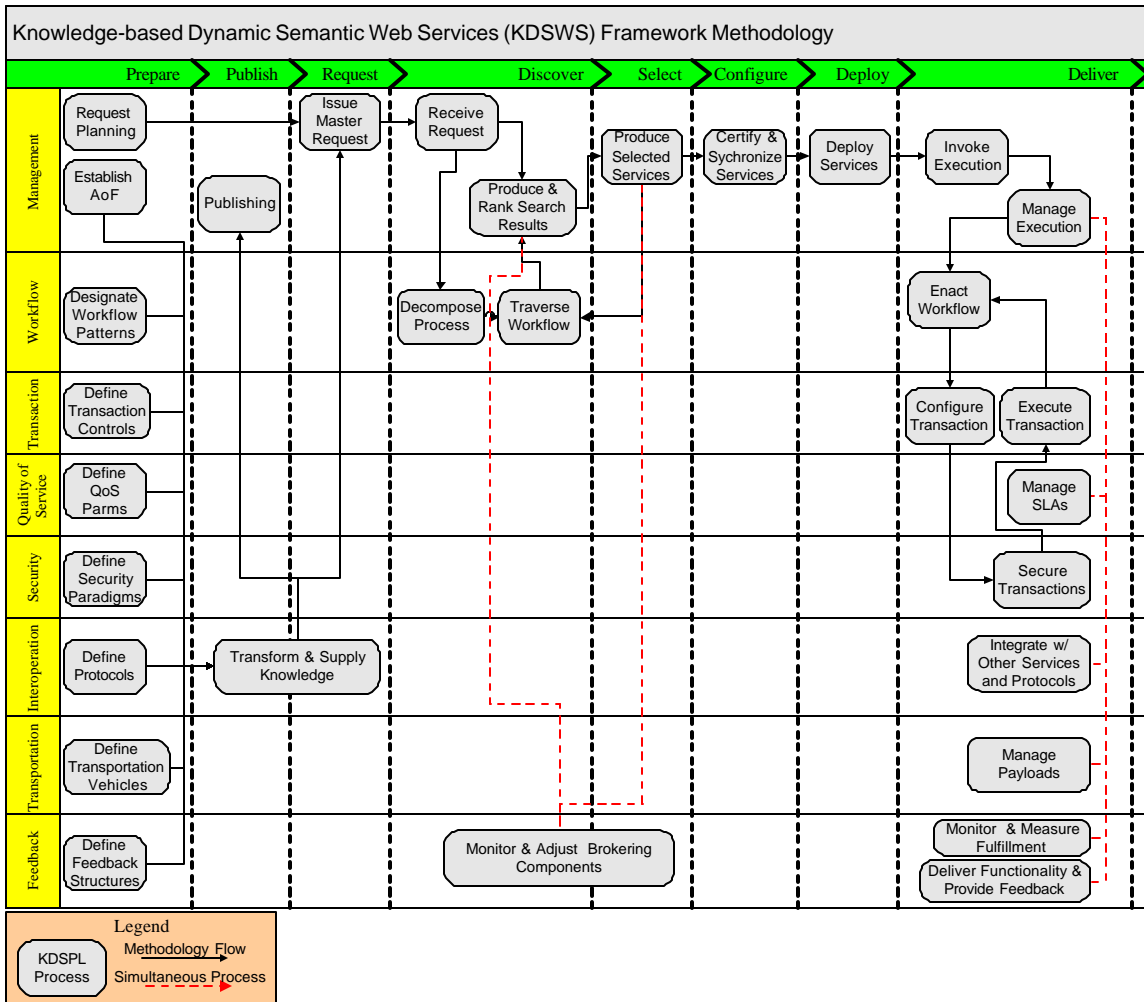 Knowledge-based Dynamic Semantic Web Services (KDSWS) Framework Methodology
Prepare
Publish
Request
Discover
Select
Configure
Deploy
Deliver
Management
Request
Planning
Issue
Master
Request
Receive
Request
Produce
Selected
Services
Certify &
Sychronize
Services
Deploy
Services
Invoke
Execution
Establish
AoF
Publishing
Produce &
Rank Search
Results
Manage
Execution
Workflow
Designate
Workflow
Patterns
Decompose
Process
Traverse
Workflow
Enact
Workflow
Transaction
Define
Transaction
Controls
Configure
Transaction
Execute
Transaction
Quality of
Service
Define
QoS
Parms
Manage
SLAs
Security
Define
Security
Paradigms
Secure
Transactions
Interoperation
Define
Protocols
Transform & Supply
Knowledge
Integrate w/
Other Services
and Protocols
Transportation
Define
Transportation
Vehicles
Manage
Payloads
Feedback
Define
Feedback
Structures
Monitor & Adjust Brokering
Components
Monitor & Measure
Fulfillment
Deliver Functionality &
Provide Feedback
Legend
KDSPL
Process
Methodology Flow
Simultaneous Process